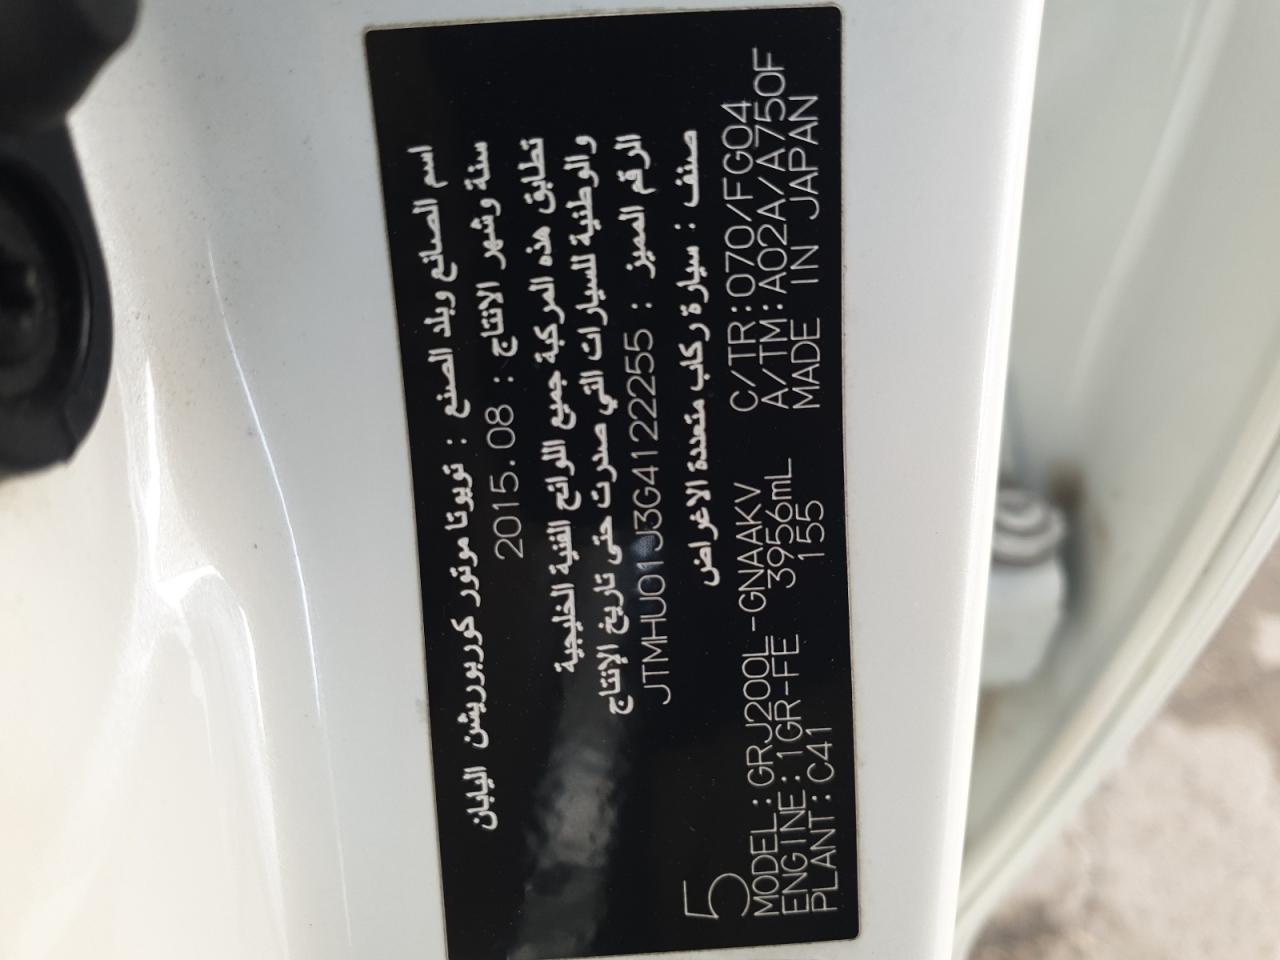 اسم الصانع وبلد الصنع : تويوتا موتور كوربوريشن اليابان
سنة وشهر الانتاج : 2015.08
تطابق هذه المركبة جميع اللوائح الفنية الخليجية
والوطنية للسيارات التي صدرت حتى تاريخ الإنتاج
الرقم المميز : JTMHU01J3G4122255
صنف : سيارة ركاب متعددة الاغراض
5
MODEL:GRJ200L-GNAAKV C/TR:070/FG04
ENGINE:1GR-FE 3956mL A/TM:A02A/A750F
PLANT:C41 155 MADE IN JAPAN